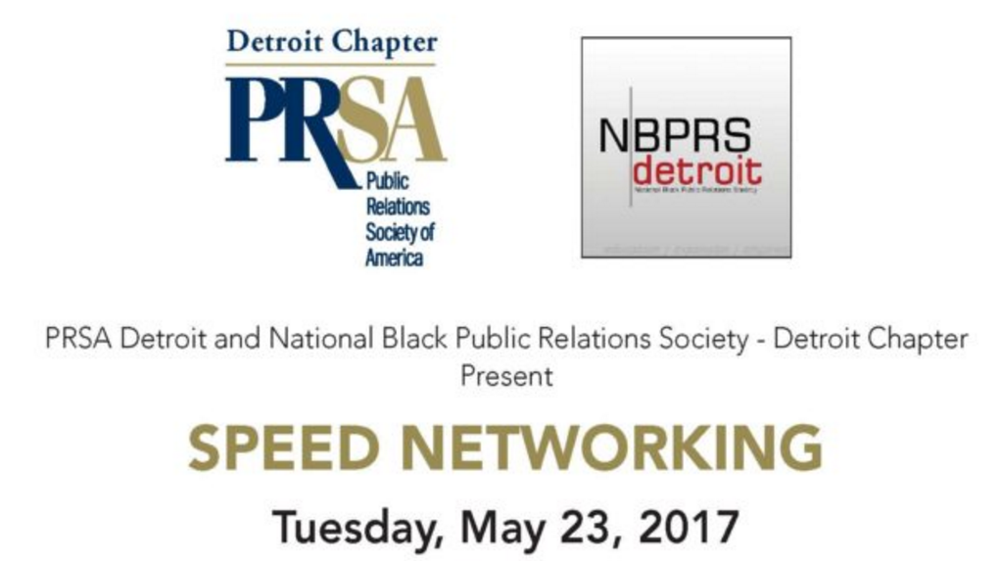 Detroit Chapter
PRSA
Public
Relations
Society of
America
NBPRS
detroit
National Black Public Relations Society
PRSA Detroit and National Black Public Relations Society - Detroit Chapter
Present
SPEED NETWORKING
Tuesday, May 23, 2017